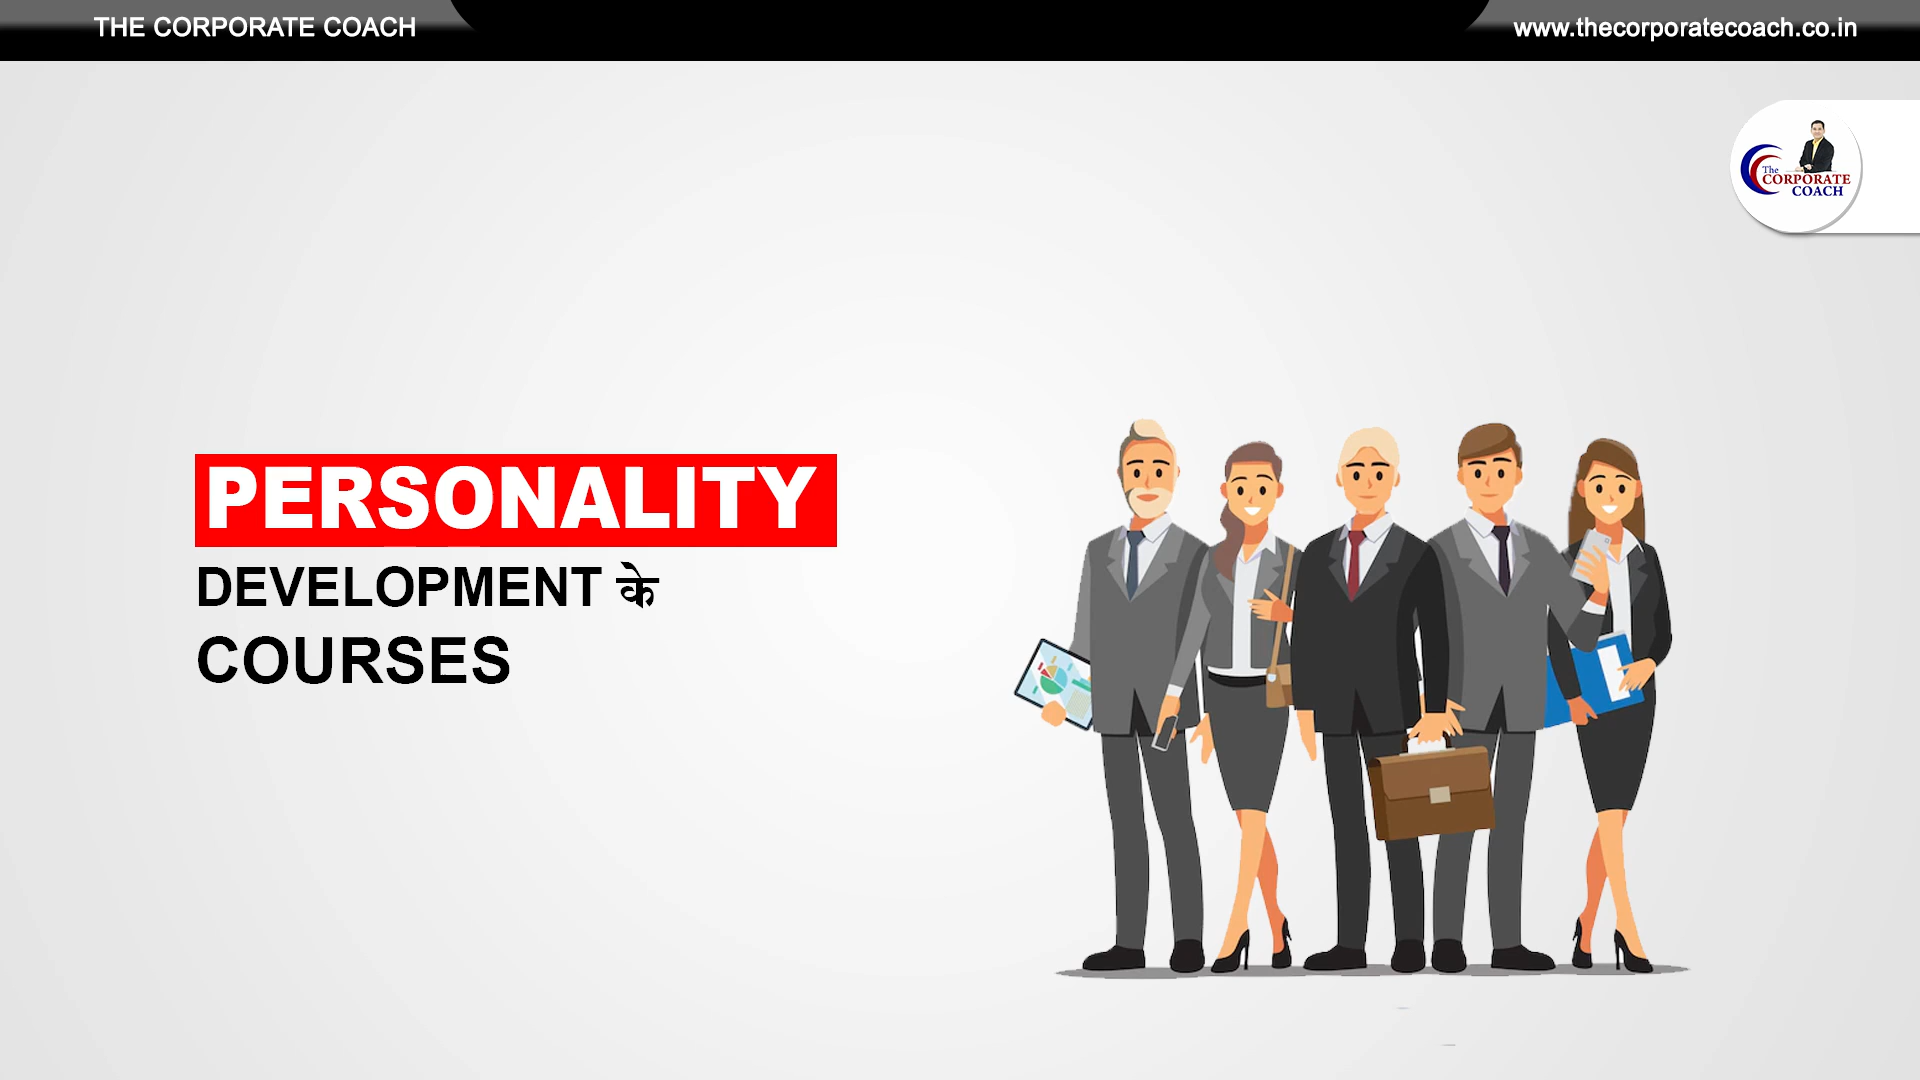 THE CORPORATE COACH
www.thecorporatecoach.co.in
The
CORPORATE
COACH
PERSONALITY
DEVELOPMENT के
COURSES